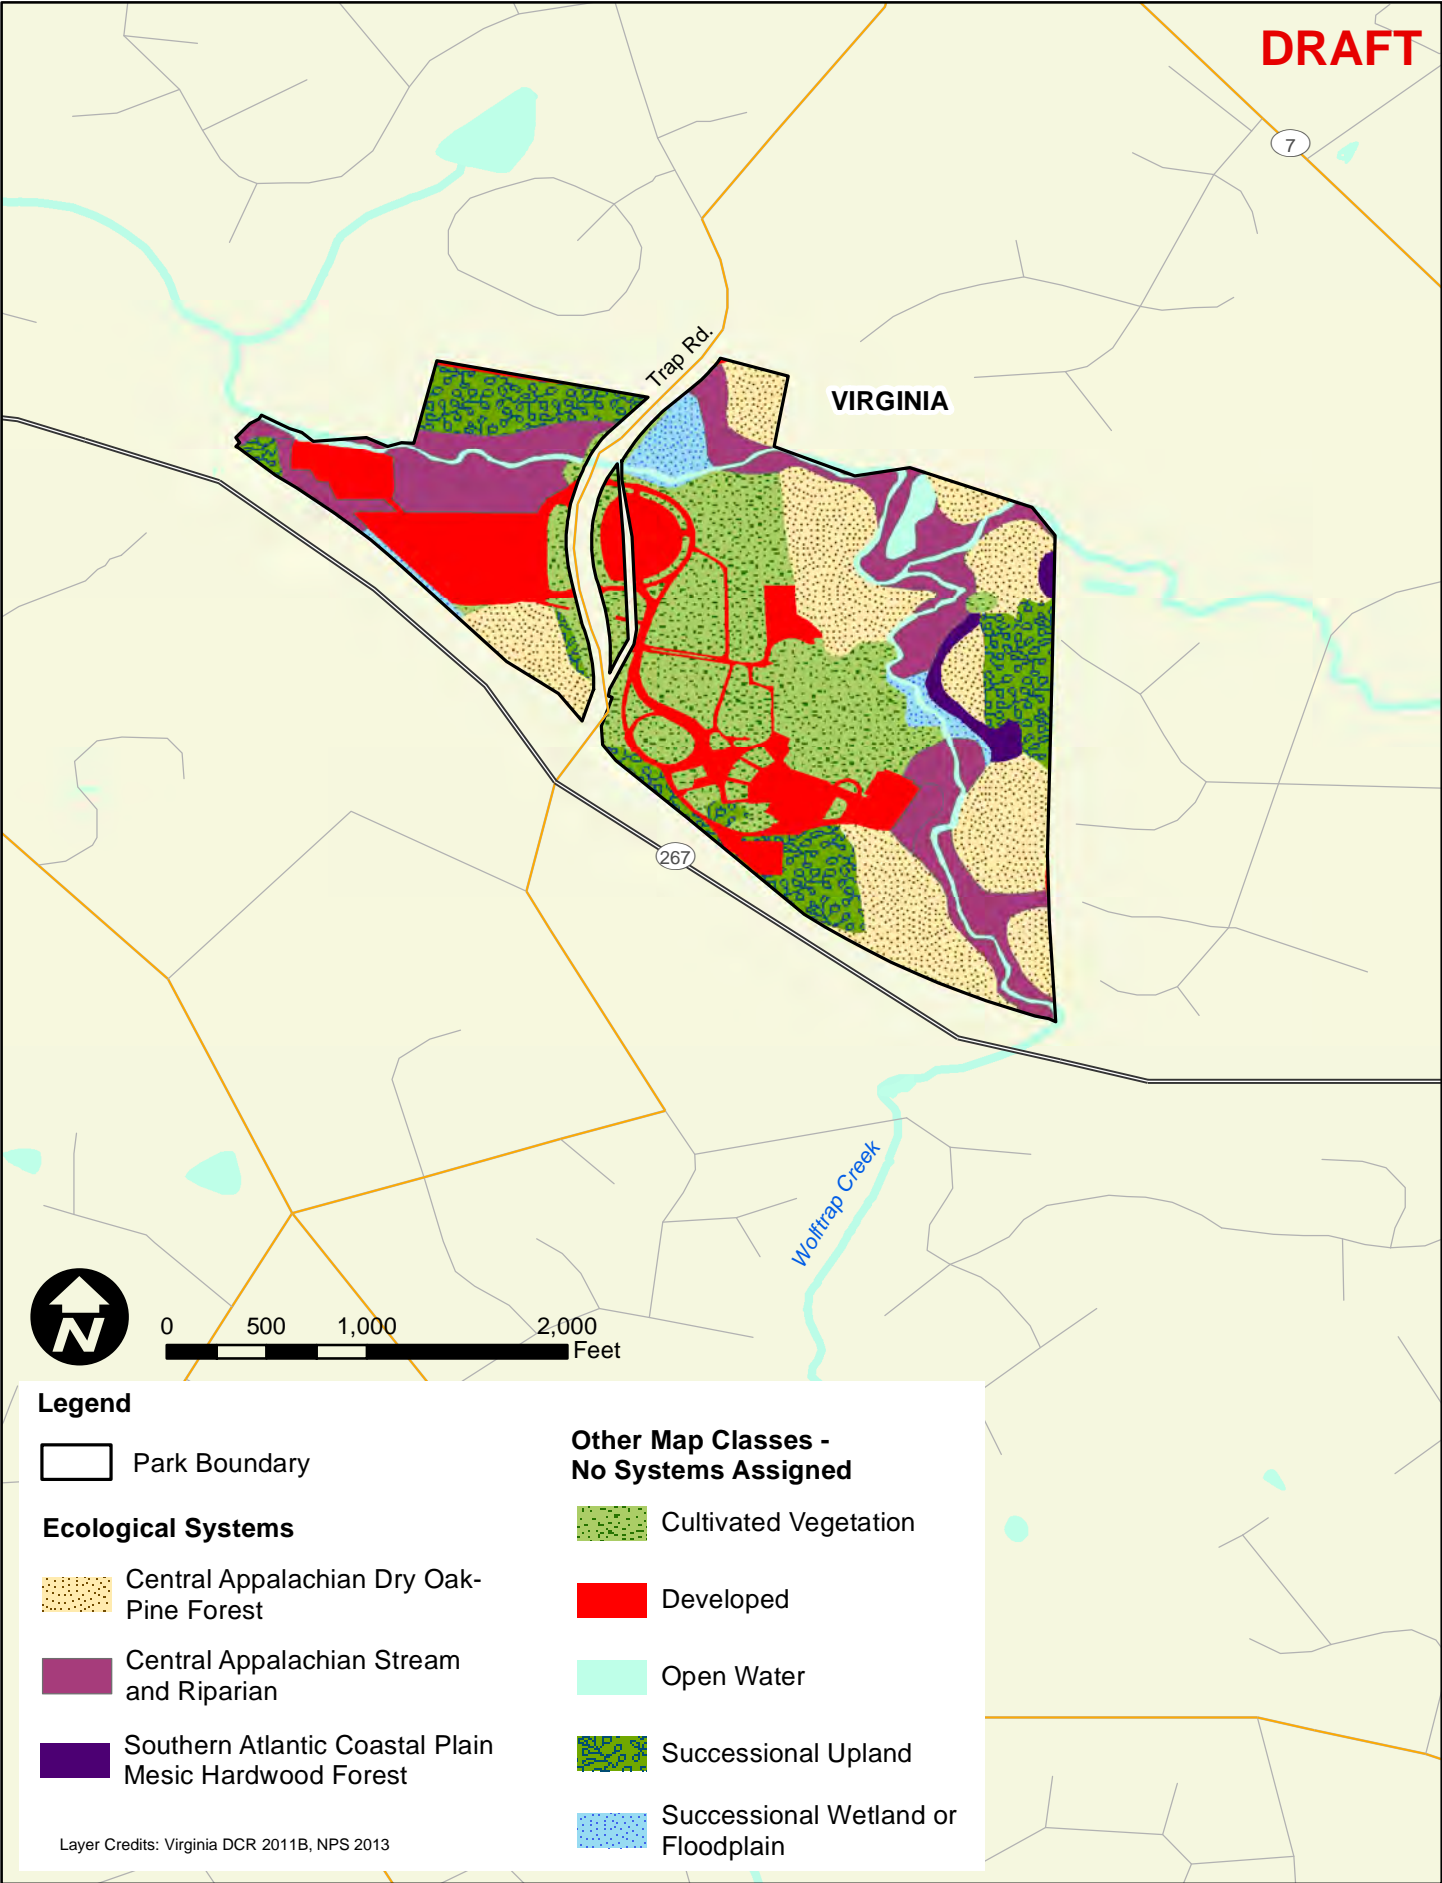 DRAFT
7
Trap Rd.
VIRGINIA
267
Wolftrap Creek
N
0 500 1,000 2,000
Feet
Legend
Park Boundary
Ecological Systems
Central Appalachian Dry Oak-
Pine Forest
Central Appalachian Stream
and Riparian
Southern Atlantic Coastal Plain
Mesic Hardwood Forest
Layer Credits: Virginia DCR 2011B, NPS 2013
Other Map Classes -
No Systems Assigned
Cultivated Vegetation
Developed
Open Water
Successional Upland
Successional Wetland or
Floodplain